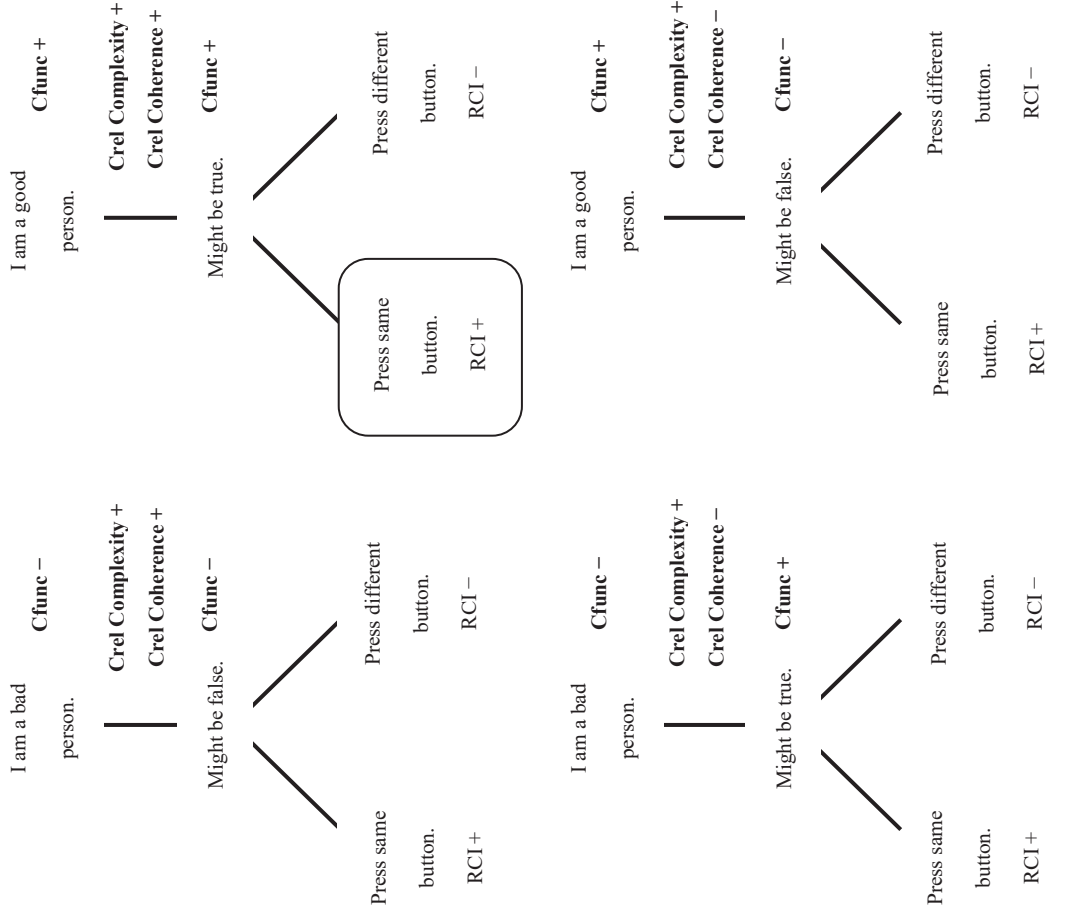 I am a bad
person.
Cfunc −
Crel Complexity +
Crel Coherence +
Might be false.
Cfunc −
Press same
button.
RCI +
Press different
button.
RCI −
I am a good
person.
Cfunc +
Crel Complexity +
Crel Coherence +
Might be true.
Cfunc +
Press same
button.
RCI +
Press different
button.
RCI −
I am a bad
person.
Cfunc −
Crel Complexity +
Crel Coherence −
Might be true.
Cfunc +
Press same
button.
RCI +
Press different
button.
RCI −
I am a good
person.
Cfunc +
Crel Complexity +
Crel Coherence −
Might be false.
Cfunc −
Press same
button.
RCI +
Press different
button.
RCI −